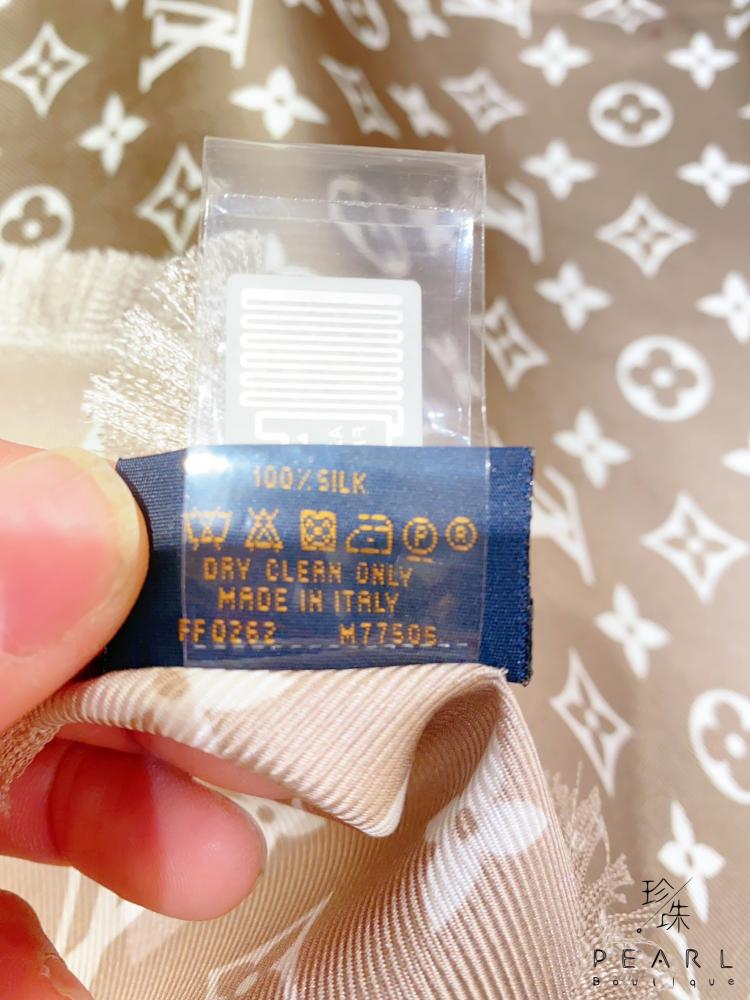 100% SILK
DRY CLEAN ONLY
MADE IN ITALY
FF0262 M77505
珍珠
PEARL
Boutique